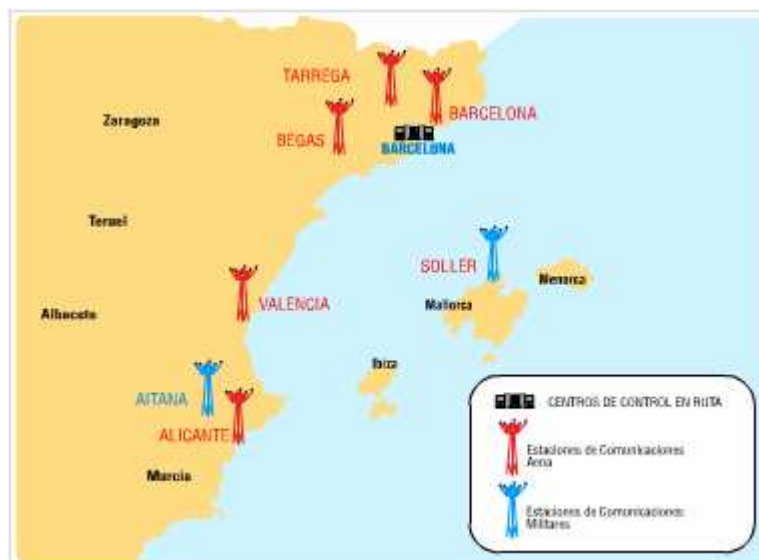 TARREGA
BARCELONA
Zaragoza
BEGAS
BARCELONA
Teruel
SOLLER
Menorca
Mallorca
VALENCIA
Albacete
Ibiza
AITANA
ALICANTE
Murcia
CENTROS DE CONTROL EN RUTA
Estaciones de Comunicaciones
Aena
Estaciones de Comunicaciones
Militares